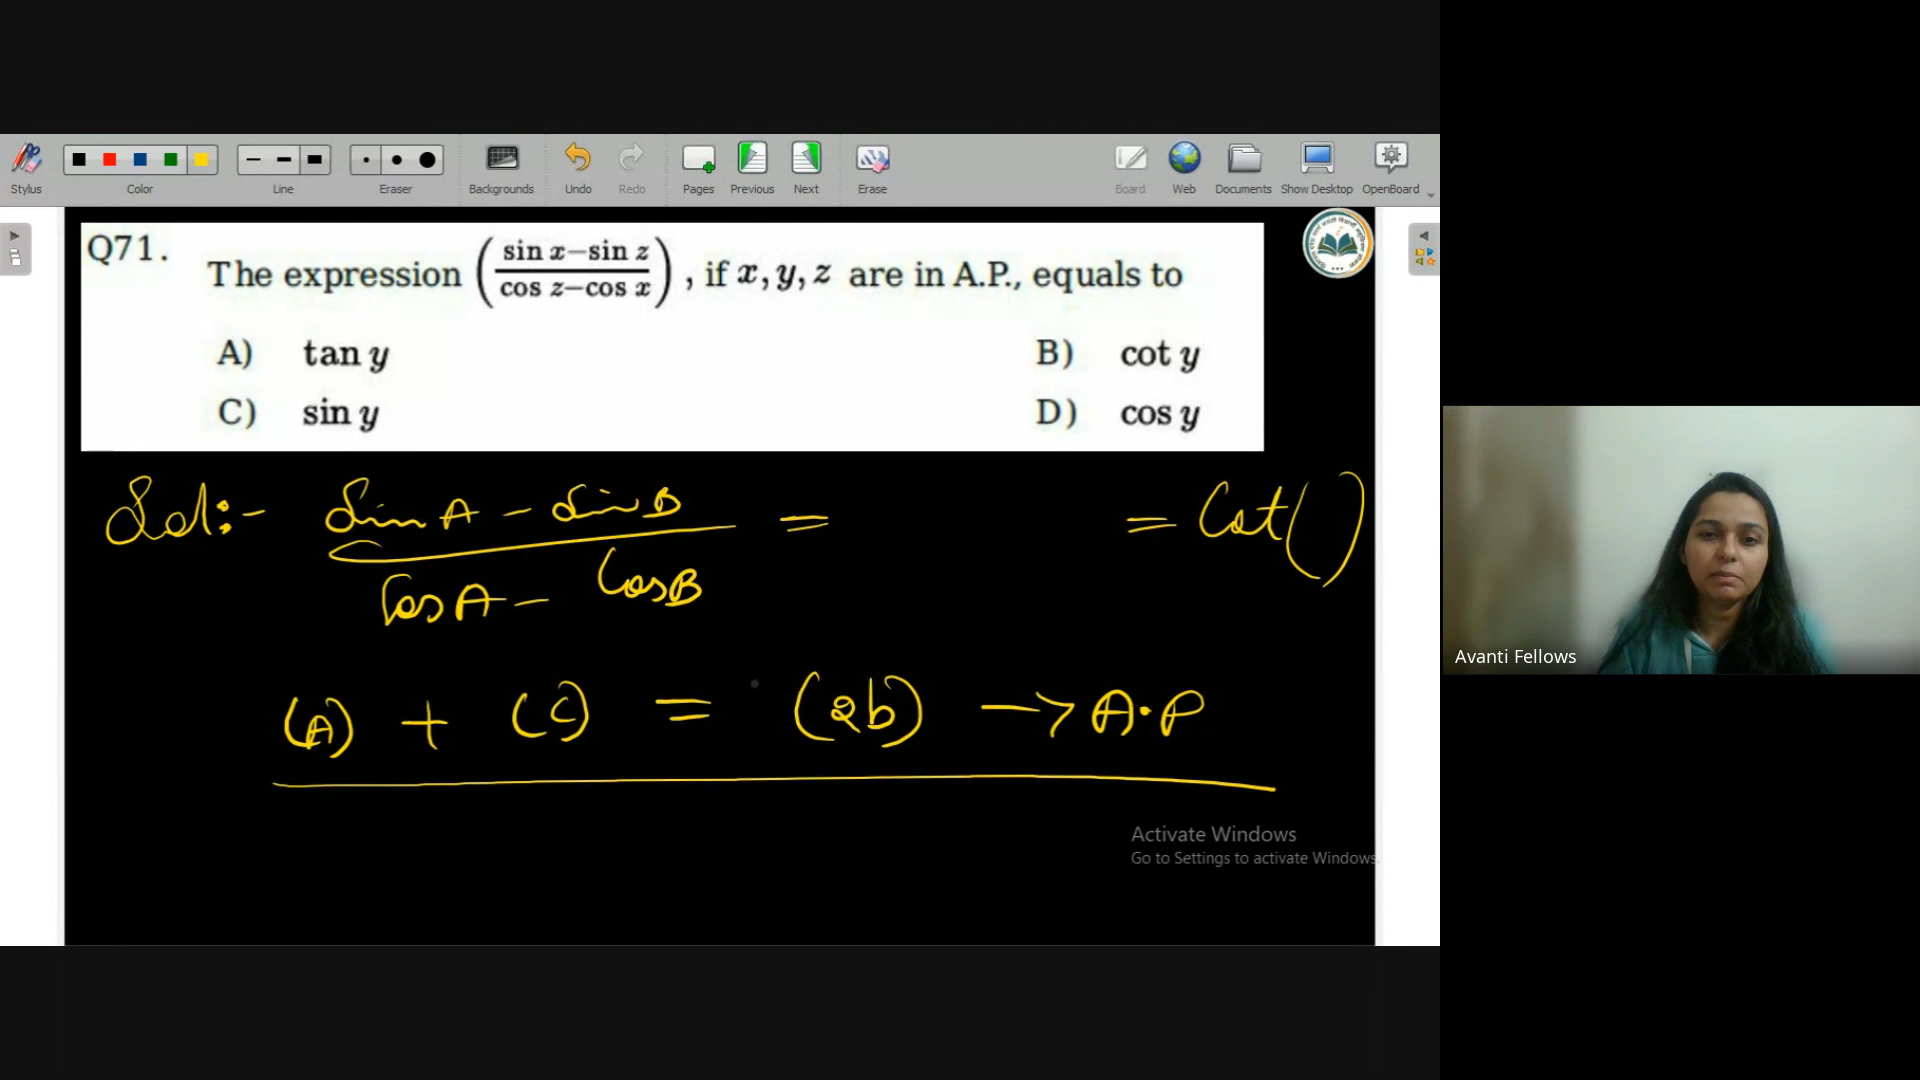 Stylus Color Line Eraser Backgrounds Undo Redo Pages Previous Next Erase Board Web Documents Show Desktop OpenBoard
Q71.
The expression (sin x−sin z / cos z−cos x), if x, y, z are in A.P., equals to
A) tan y B) cot y
C) sin y D) cos y
Sol:- Sin A - Sin B = = Cot( )
Cos A - Cos B
(A) + (C) = (2b) → A.P
Activate Windows
Go to Settings to activate Windows.
Avanti Fellows